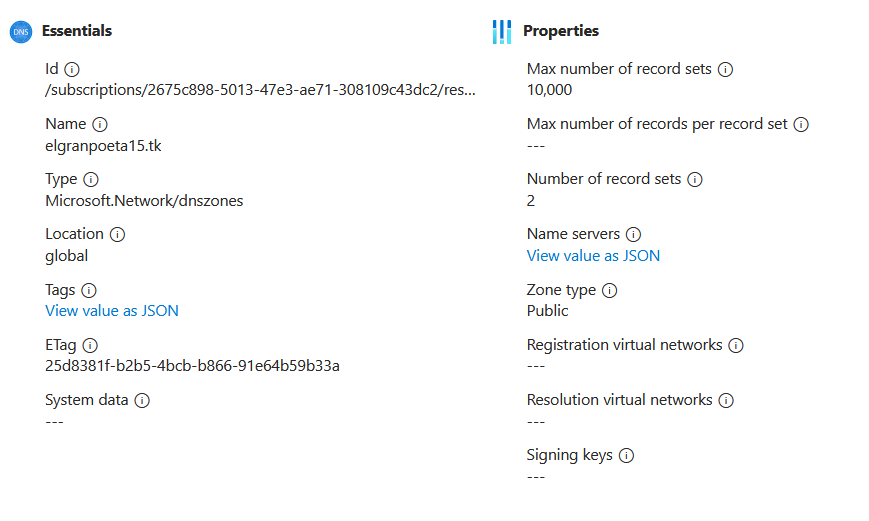 DNS
Essentials
Id
/subscriptions/2675c898-5013-47e3-ae71-308109c43dc2/res...
Name
elgranpoeta15.tk
Type
Microsoft.Network/dnszones
Location
global
Tags
View value as JSON
ETag
25d8381f-b2b5-4bcb-b866-91e64b59b33a
System data
---
Properties
Max number of record sets
10,000
Max number of records per record set
---
Number of record sets
2
Name servers
View value as JSON
Zone type
Public
Registration virtual networks
---
Resolution virtual networks
---
Signing keys
---